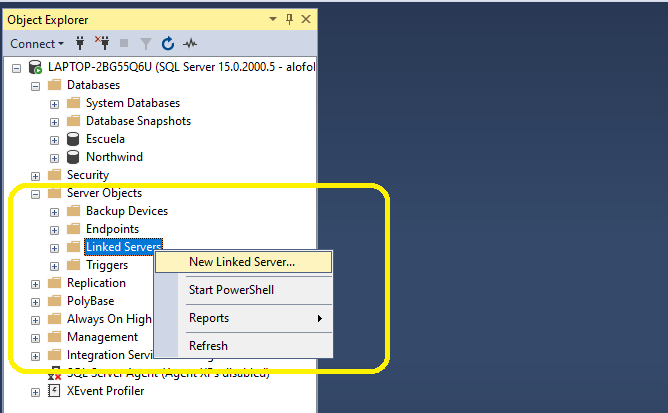 Object Explorer
Connect
LAPTOP-2BG55Q6U (SQL Server 15.0.2000.5 - alofol
Databases
System Databases
Database Snapshots
Escuela
Northwind
Security
Server Objects
Backup Devices
Endpoints
Linked Servers
Triggers
New Linked Server...
Start PowerShell
Reports
Refresh
Replication
PolyBase
Always On High
Management
Integration Servic
SQL Server Agent (Agent XPs disabled)
XEvent Profiler